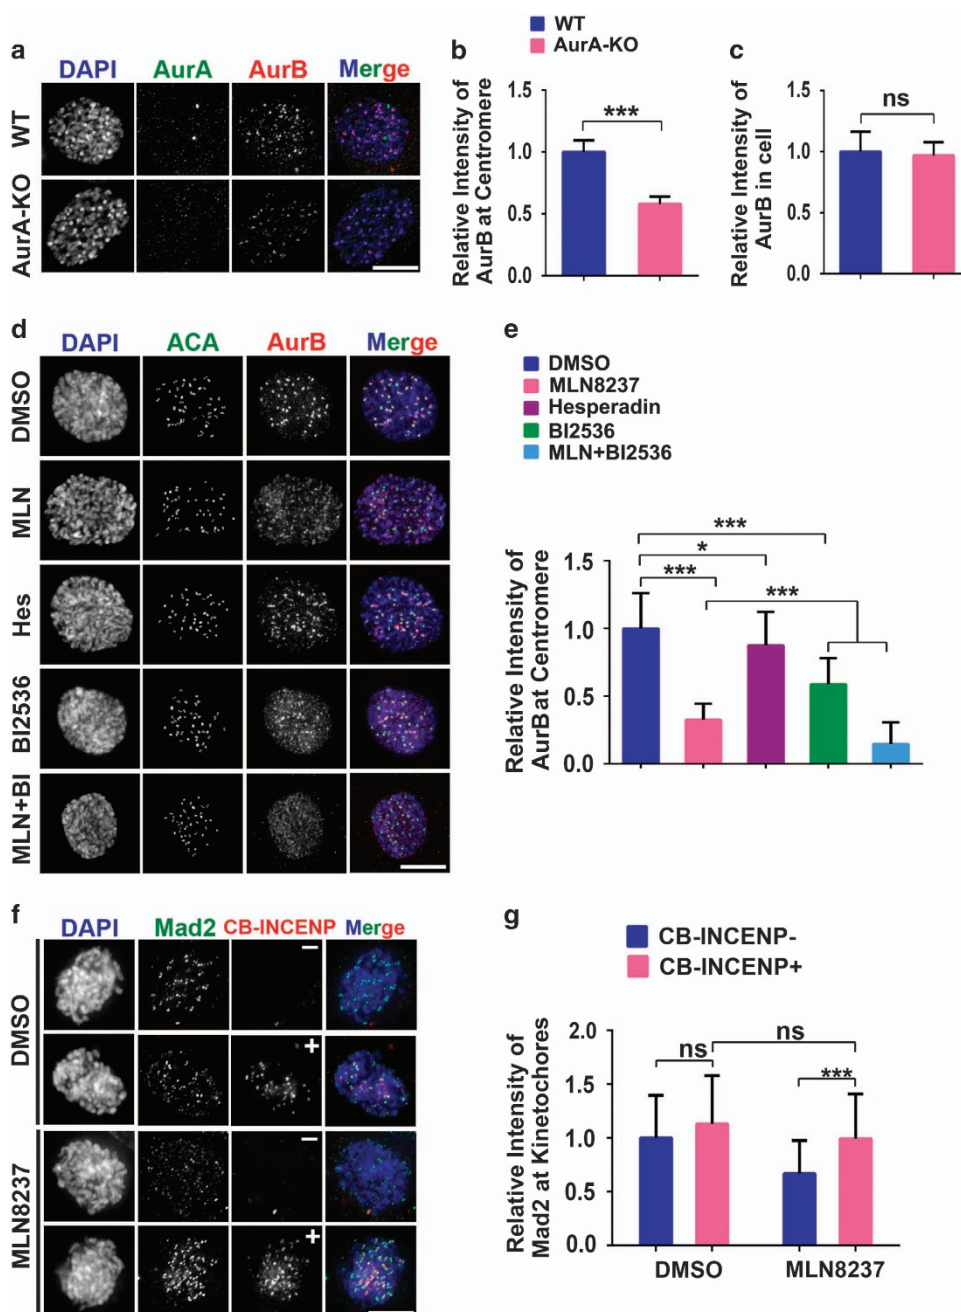 a
DAPI AurA AurB Merge
WT
AurA-KO
b
WT
AurA-KO
Relative Intensity of
AurB at Centromere
1.5
1.0
0.5
0.0
***
c
Relative Intensity of
AurB in cell
1.5
1.0
0.5
0.0
ns
d
DAPI ACA AurB Merge
DMSO
MLN
Hes
BI2536
MLN+BI
e
DMSO
MLN8237
Hesperadin
BI2536
MLN+BI2536
Relative Intensity of
AurBat Centromere
1.5
1.0
0.5
0.0
***
*
***
***
f
DAPI Mad2 CB-INCENP Merge
DMSO
–
+
MLN8237
–
+
g
CB-INCENP-
CB-INCENP+
Relative Intensity of
Mad2 at Kinetochores
2.0
1.5
1.0
0.5
0.0
ns
ns
***
DMSO MLN8237